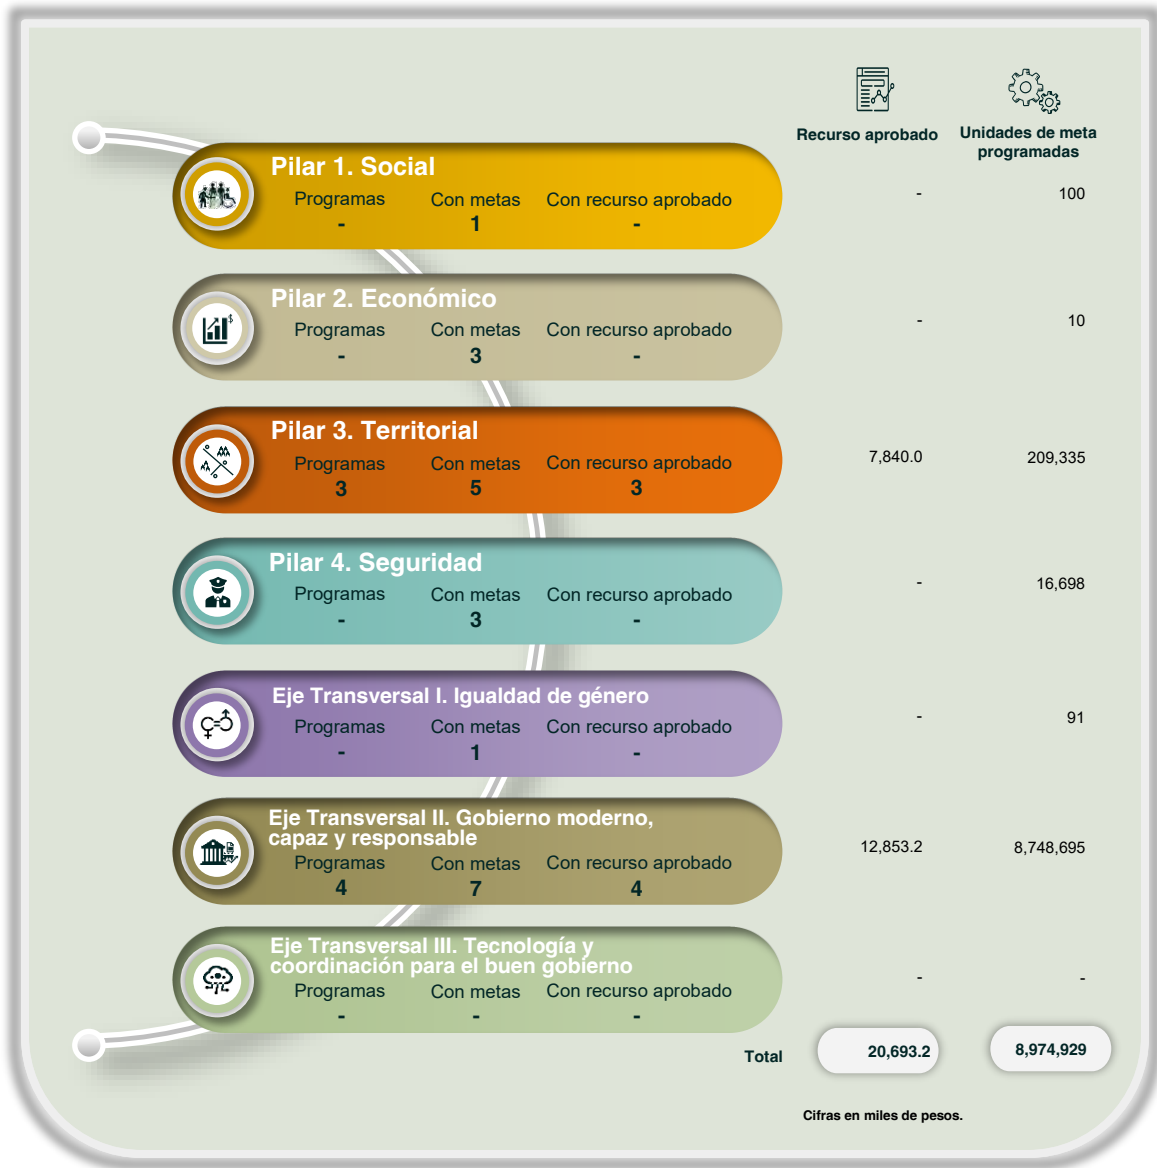 Recurso aprobado
Unidades de meta
programadas
Pilar 1. Social
Programas Con metas Con recurso aprobado
- 1 -
- 100
Pilar 2. Económico
Programas Con metas Con recurso aprobado
- 3 -
- 10
Pilar 3. Territorial
Programas Con metas Con recurso aprobado
3 5 3
7,840.0 209,335
Pilar 4. Seguridad
Programas Con metas Con recurso aprobado
- 3 -
- 16,698
Eje Transversal I. Igualdad de género
Programas Con metas Con recurso aprobado
- 1 -
- 91
Eje Transversal II. Gobierno moderno,
capaz y responsable
Programas Con metas Con recurso aprobado
4 7 4
12,853.2 8,748,695
Eje Transversal III. Tecnología y
coordinación para el buen gobierno
Programas Con metas Con recurso aprobado
- - -
- -
Total 20,693.2 8,974,929
Cifras en miles de pesos.